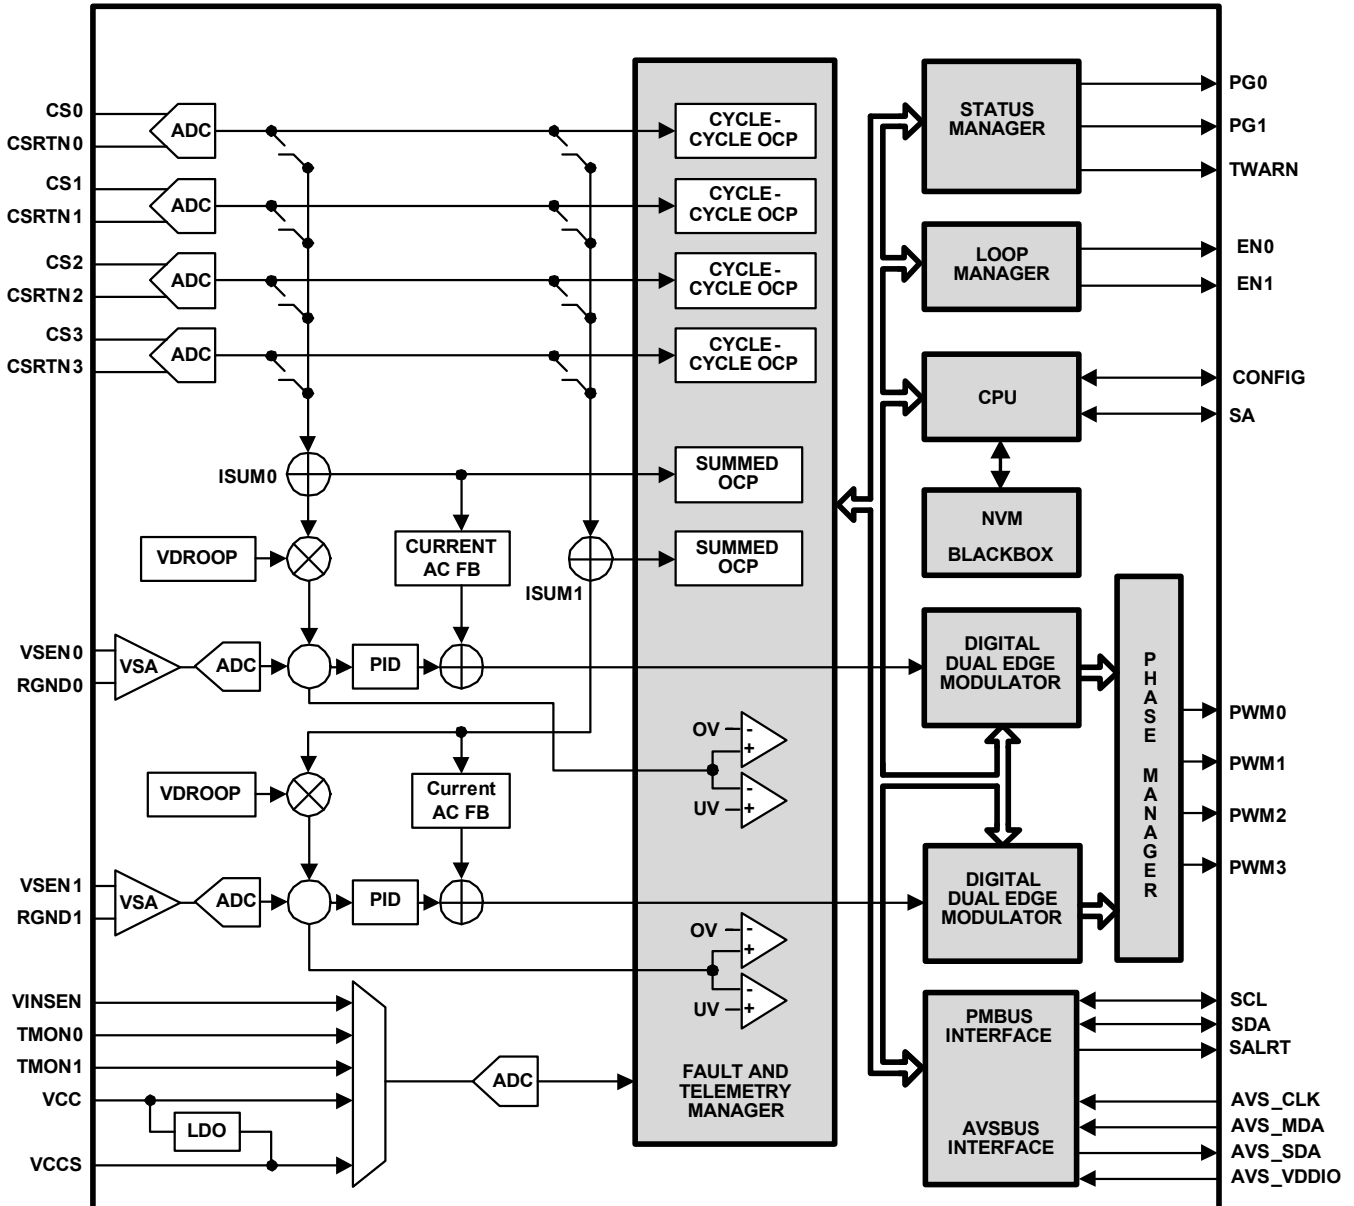 CS0
CSRTN0
CS1
CSRTN1
CS2
CSRTN2
CS3
CSRTN3
ADC
ADC
ADC
ADC
CYCLE-
CYCLE OCP
CYCLE-
CYCLE OCP
CYCLE-
CYCLE OCP
CYCLE-
CYCLE OCP
ISUM0
SUMMED
OCP
VDROOP
CURRENT
AC FB
ISUM1
SUMMED
OCP
VSEN0
RGND0
VSA
ADC
PID
OV
-
+
-
+
UV
VDROOP
Current
AC FB
VSEN1
RGND1
VSA
ADC
PID
OV
-
+
-
+
UV
VINSEN
TMON0
TMON1
VCC
LDO
VCCS
ADC
FAULT AND
TELEMETRY
MANAGER
STATUS
MANAGER
PG0
PG1
TWARN
LOOP
MANAGER
EN0
EN1
CPU
CONFIG
SA
NVM
BLACKBOX
DIGITAL
DUAL EDGE
MODULATOR
DIGITAL
DUAL EDGE
MODULATOR
PHASE MANAGER
PWM0
PWM1
PWM2
PWM3
PMBUS
INTERFACE
AVSBUS
INTERFACE
SCL
SDA
SALRT
AVS_CLK
AVS_MDA
AVS_SDA
AVS_VDDIO